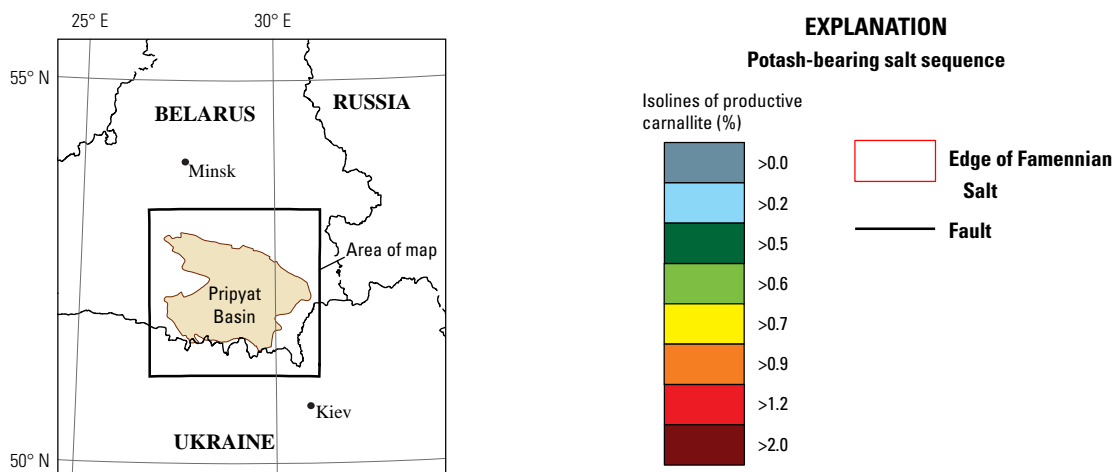 25° E
30° E
55° N
BELARUS
RUSSIA
Minsk
Area of map
Pripyat
Basin
Kiev
UKRAINE
50° N
EXPLANATION
Potash-bearing salt sequence
Isolines of productive
carnallite (%)
>0.0
>0.2
>0.5
>0.6
>0.7
>0.9
>1.2
>2.0
Edge of Famennian
Salt
Fault